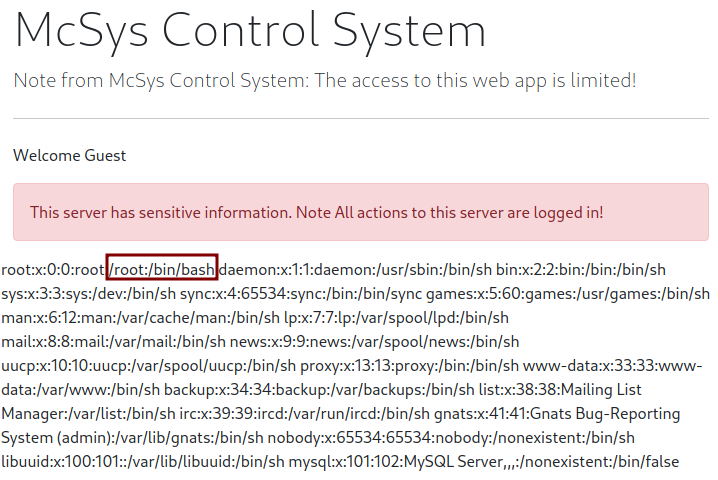 McSys Control System
Note from McSys Control System: The access to this web app is limited!
Welcome Guest
This server has sensitive information. Note All actions to this server are logged in!
root:x:0:0:root:/root:/bin/bash daemon:x:1:1:daemon:/usr/sbin:/bin/sh bin:x:2:2:bin:/bin:/bin/sh
sys:x:3:3:sys:/dev:/bin/sh sync:x:4:65534:sync:/bin:/bin/sync games:x:5:60:games:/usr/games:/bin/sh
man:x:6:12:man:/var/cache/man:/bin/sh lp:x:7:7:lp:/var/spool/lpd:/bin/sh
mail:x:8:8:mail:/var/mail:/bin/sh news:x:9:9:news:/var/spool/news:/bin/sh
uucp:x:10:10:uucp:/var/spool/uucp:/bin/sh proxy:x:13:13:proxy:/bin:/bin/sh www-data:x:33:33:www-
data:/var/www:/bin/sh backup:x:34:34:backup:/var/backups:/bin/sh list:x:38:38:Mailing List
Manager:/var/list:/bin/sh irc:x:39:39:ircd:/var/run/ircd:/bin/sh gnats:x:41:41:Gnats Bug-Reporting
System (admin):/var/lib/gnats:/bin/sh nobody:x:65534:65534:nobody:/nonexistent:/bin/sh
libuuid:x:100:101::/var/lib/libuuid:/bin/sh mysql:x:101:102:MySQL Server,,,:/nonexistent:/bin/false